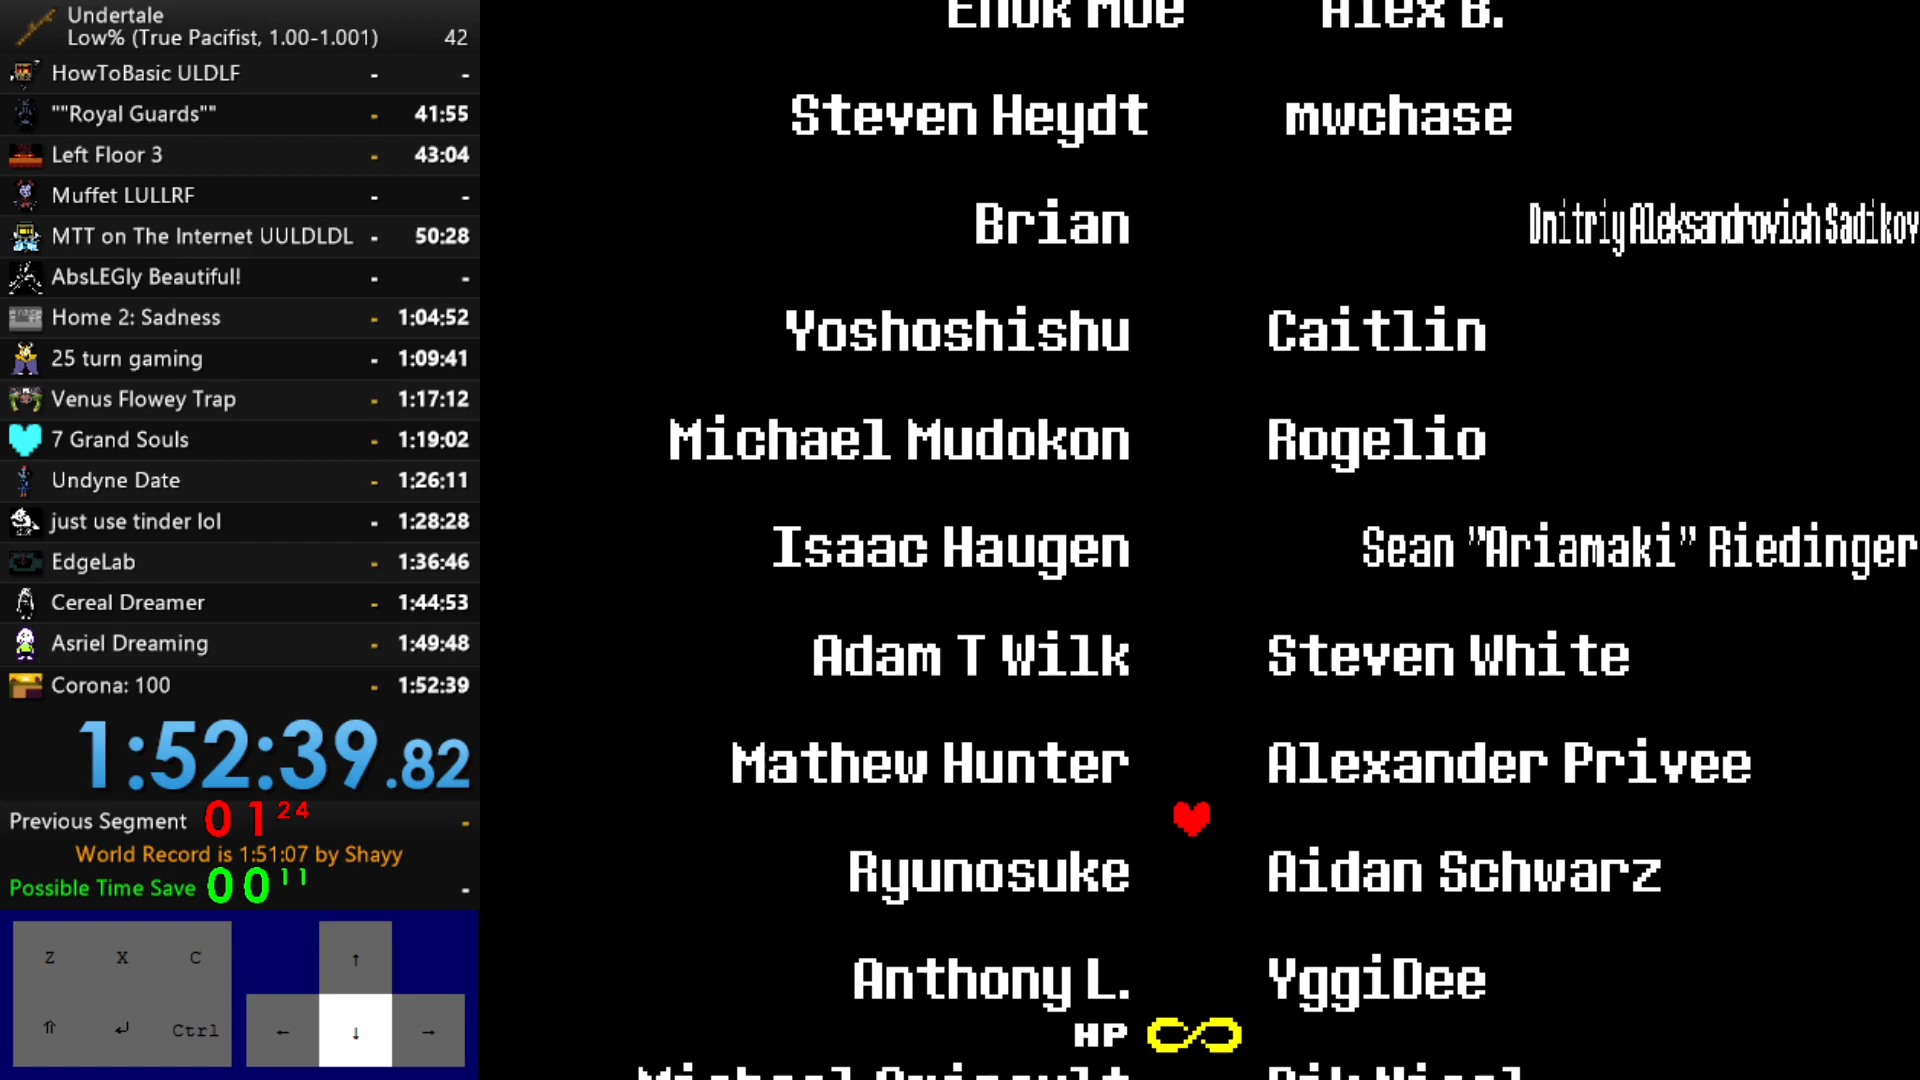 Undertale
Low% (True Pacifist, 1.00-1.001) 42
HowToBasic ULDLF - -
""Royal Guards"" - 41:55
Left Floor 3 - 43:04
Muffet LULLRF - -
MTT on The Internet UULDLDL - 50:28
AbsLEGly Beautiful! - -
Home 2: Sadness - 1:04:52
25 turn gaming - 1:09:41
Venus Flowey Trap - 1:17:12
7 Grand Souls - 1:19:02
Undyne Date - 1:26:11
just use tinder lol - 1:28:28
EdgeLab - 1:36:46
Cereal Dreamer - 1:44:53
Asriel Dreaming - 1:49:48
Corona: 100 - 1:52:39
1:52:39.82
Previous Segment 01 24 -
World Record is 1:51:07 by Shayy
Possible Time Save 00 11 -
Z X C ↑
⇧ ↵ Ctrl ← ↓ →
Enok Moe Alex B.
Steven Heydt mwchase
Brian Dmitriy Aleksandrovich Sadikov
Yoshoshishu Caitlin
Michael Mudokon Rogelio
Isaac Haugen Sean "Ariamaki" Riedinger
Adam T Wilk Steven White
Mathew Hunter Alexander Privee
Ryunosuke Aidan Schwarz
Anthony L. YggiDee
HP ∞
Michael